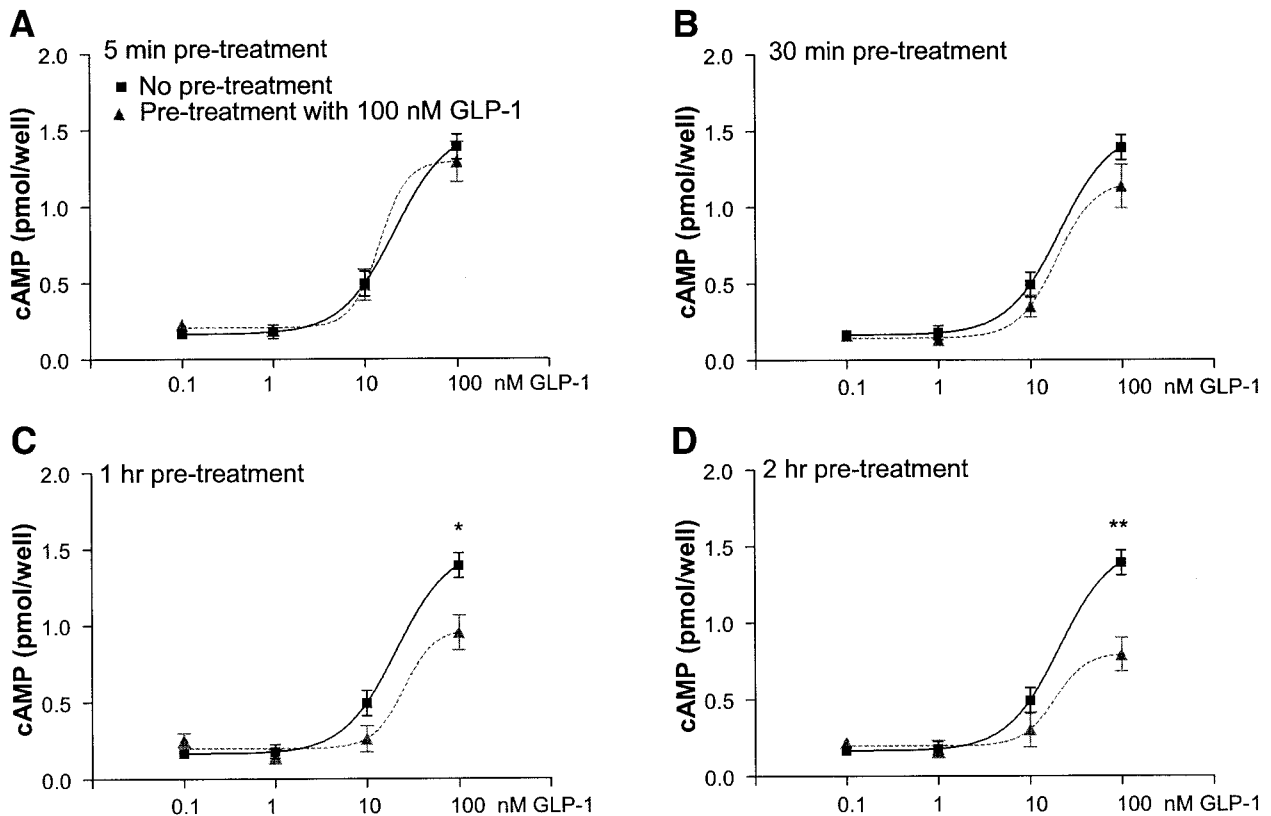 A
5 min pre-treatment
No pre-treatment
Pre-treatment with 100 nM GLP-1
cAMP (pmol/well)
2.0
1.5
1.0
0.5
0.0
0.1 1 10 100 nM GLP-1
B
30 min pre-treatment
cAMP (pmol/well)
2.0
1.5
1.0
0.5
0.0
0.1 1 10 100 nM GLP-1
C
1 hr pre-treatment
cAMP (pmol/well)
2.0
1.5
1.0
0.5
0.0
*
0.1 1 10 100 nM GLP-1
D
2 hr pre-treatment
cAMP (pmol/well)
2.0
1.5
1.0
0.5
0.0
**
0.1 1 10 100 nM GLP-1